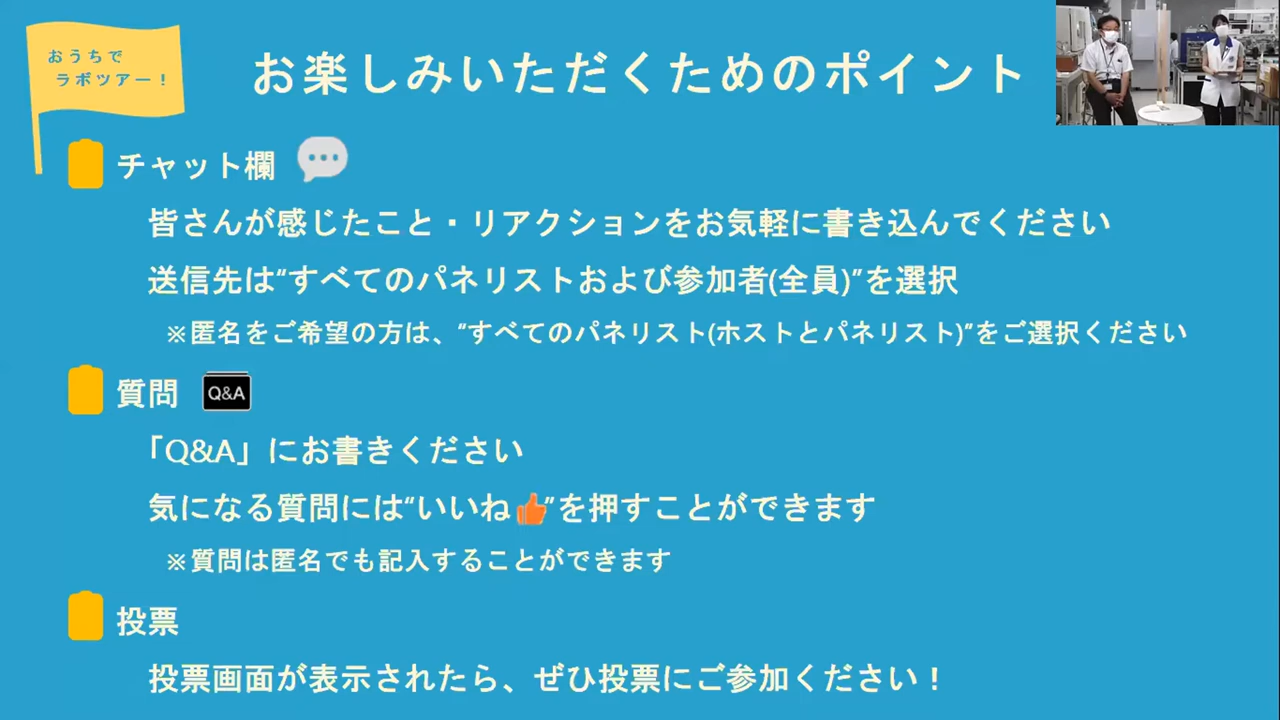 おうちで
ラボツアー！
お楽しみいただくためのポイント
チャット欄
皆さんが感じたこと・リアクションをお気軽に書き込んでください
送信先は“すべてのパネリストおよび参加者(全員)”を選択
※匿名をご希望の方は、“すべてのパネリスト(ホストとパネリスト)”をご選択ください
質問 Q&A
「Q&A」にお書きください
気になる質問には“いいね👍”を押すことができます
※質問は匿名でも記入することができます
投票
投票画面が表示されたら、ぜひ投票にご参加ください！